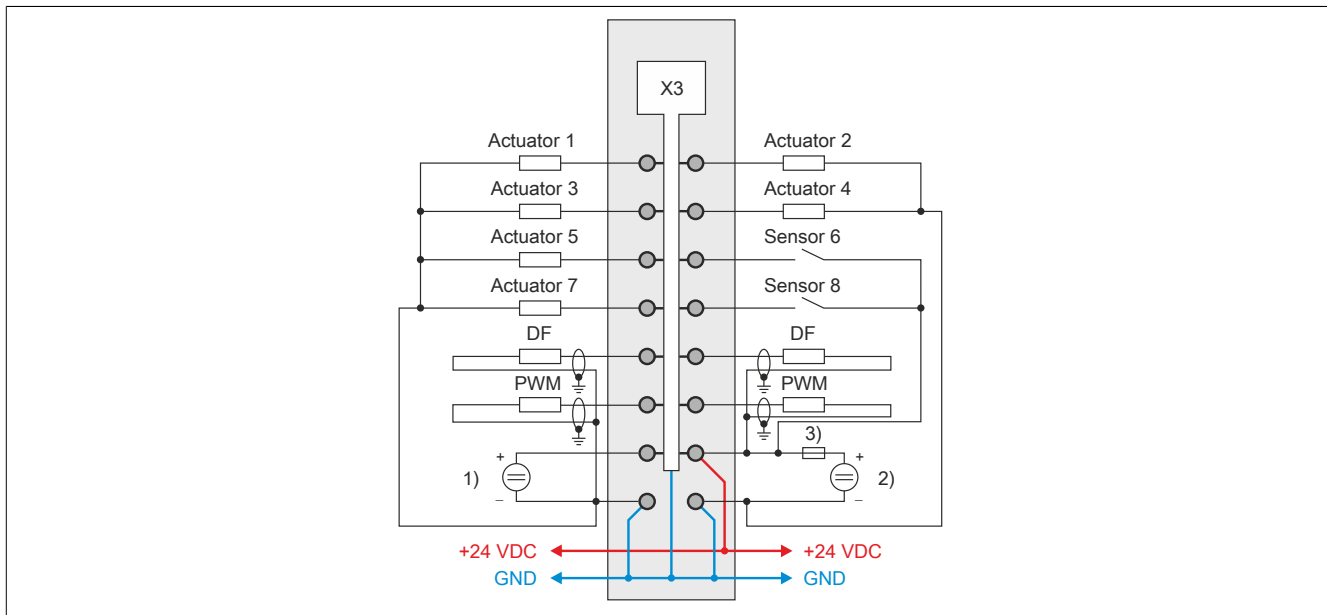 X3
Actuator 1 Actuator 2
Actuator 3 Actuator 4
Actuator 5 Sensor 6
Actuator 7 Sensor 8
DF DF
PWM PWM
3)
+ +
1) 2)
– –
+24 VDC +24 VDC
GND GND